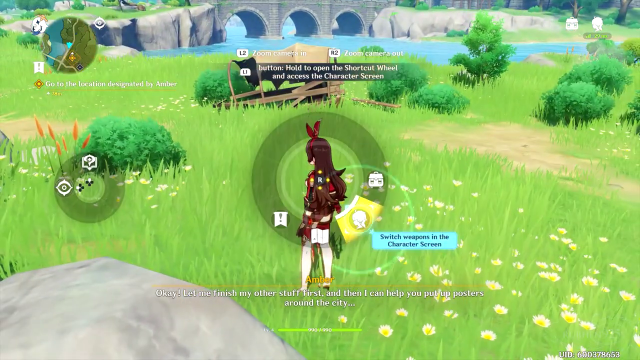 L2 Zoom camera in R2 Zoom camera out
L1 button: Hold to open the Shortcut Wheel
and access the Character Screen
Go to the location designated by Amber
R
Switch weapons in the
Character Screen
Amber
Okay! Let me finish my other stuff first, and then I can help you put up posters
around the city...
UID: 600378653